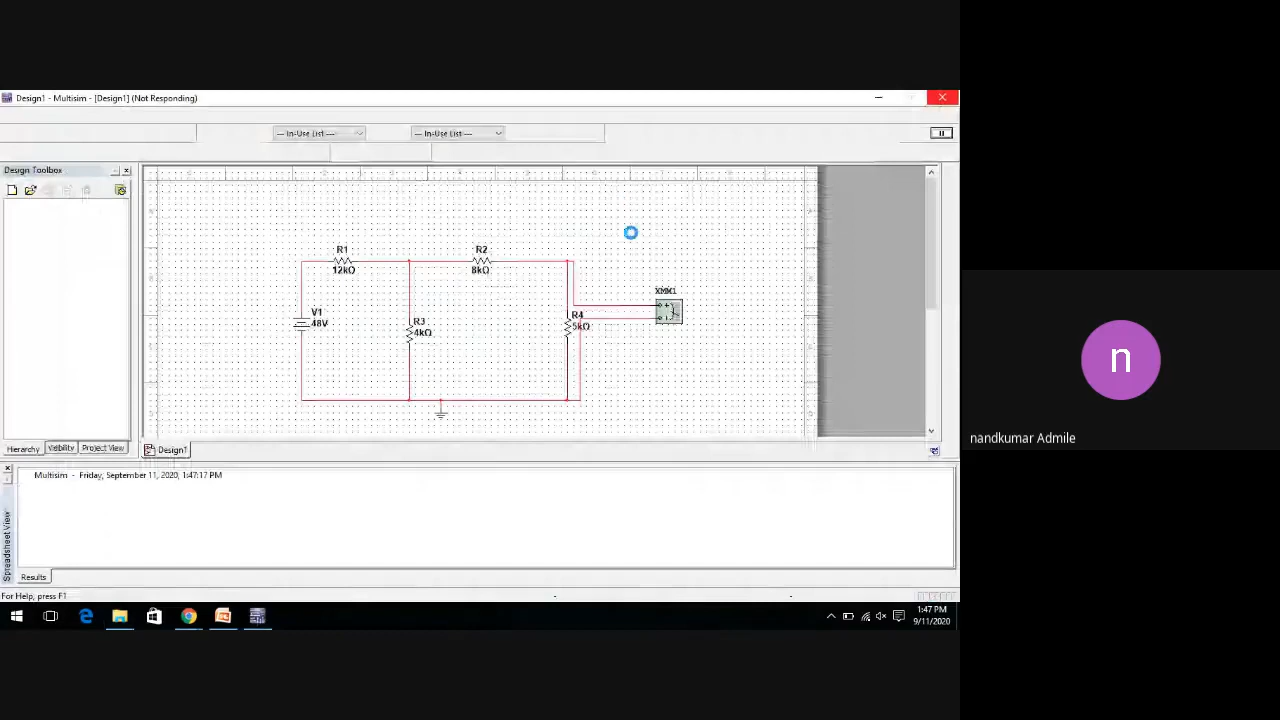 Design1 - Multisim - [Design1] (Not Responding)
--- In-Use List ---
--- In-Use List ---
Design Toolbox
R1
12kΩ
R2
8kΩ
V1
48V
R3
4kΩ
XMM1
R4
5kΩ
Hierarchy
Visibility
Project View
Design1
Multisim - Friday, September 11, 2020, 1:47:17 PM
Spreadsheet View
Results
For Help, press F1
1:47 PM
9/11/2020
n
nandkumar Admile